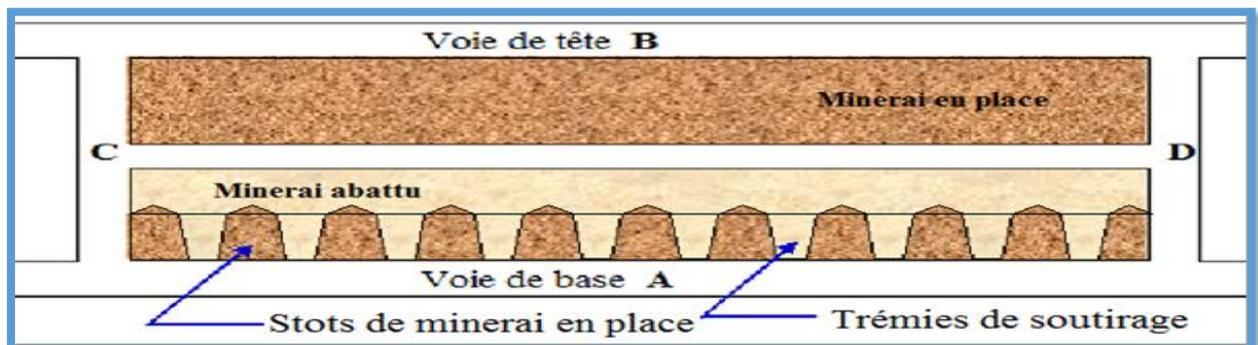 Voie de tête B
Minerai en place
C
D
Minerai abattu
Voie de base A
Stots de minerai en place
Trémies de soutirage